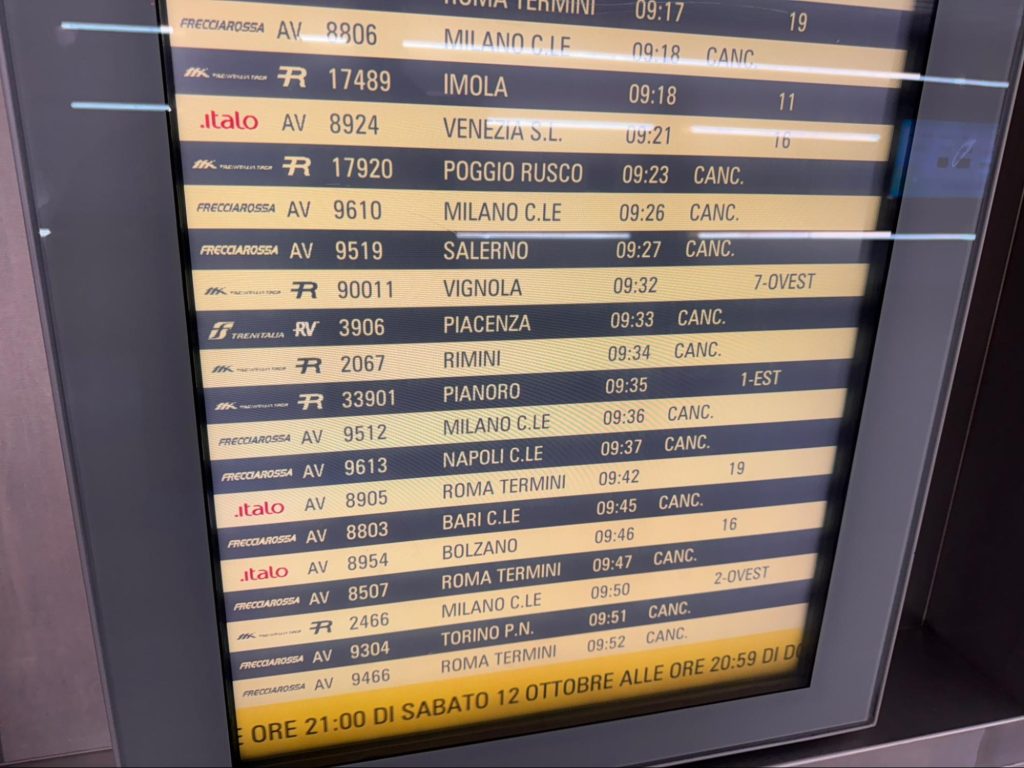 ROMA TERMINI 09:17 19
FRECCIAROSSA AV 8806 MILANO C.LE 09:18 CANC.
R 17489 IMOLA 09:18 11
.italo AV 8924 VENEZIA S.L. 09:21 16
R 17920 POGGIO RUSCO 09:23 CANC.
FRECCIAROSSA AV 9610 MILANO C.LE 09:26 CANC.
FRECCIAROSSA AV 9519 SALERNO 09:27 CANC.
R 90011 VIGNOLA 09:32 7-OVEST
TRENITALIA RV 3906 PIACENZA 09:33 CANC.
R 2067 RIMINI 09:34 CANC.
R 33901 PIANORO 09:35 1-EST
FRECCIAROSSA AV 9512 MILANO C.LE 09:36 CANC.
FRECCIAROSSA AV 9613 NAPOLI C.LE 09:37 CANC.
.italo AV 8905 ROMA TERMINI 09:42 19
FRECCIAROSSA AV 8803 BARI C.LE 09:45 CANC.
.italo AV 8954 BOLZANO 09:46 16
FRECCIAROSSA AV 8507 ROMA TERMINI 09:47 CANC.
R 2466 MILANO C.LE 09:50 2-OVEST
FRECCIAROSSA AV 9304 TORINO P.N. 09:51 CANC.
FRECCIAROSSA AV 9466 ROMA TERMINI 09:52 CANC.
E ORE 21:00 DI SABATO 12 OTTOBRE ALLE ORE 20:59 DI DO